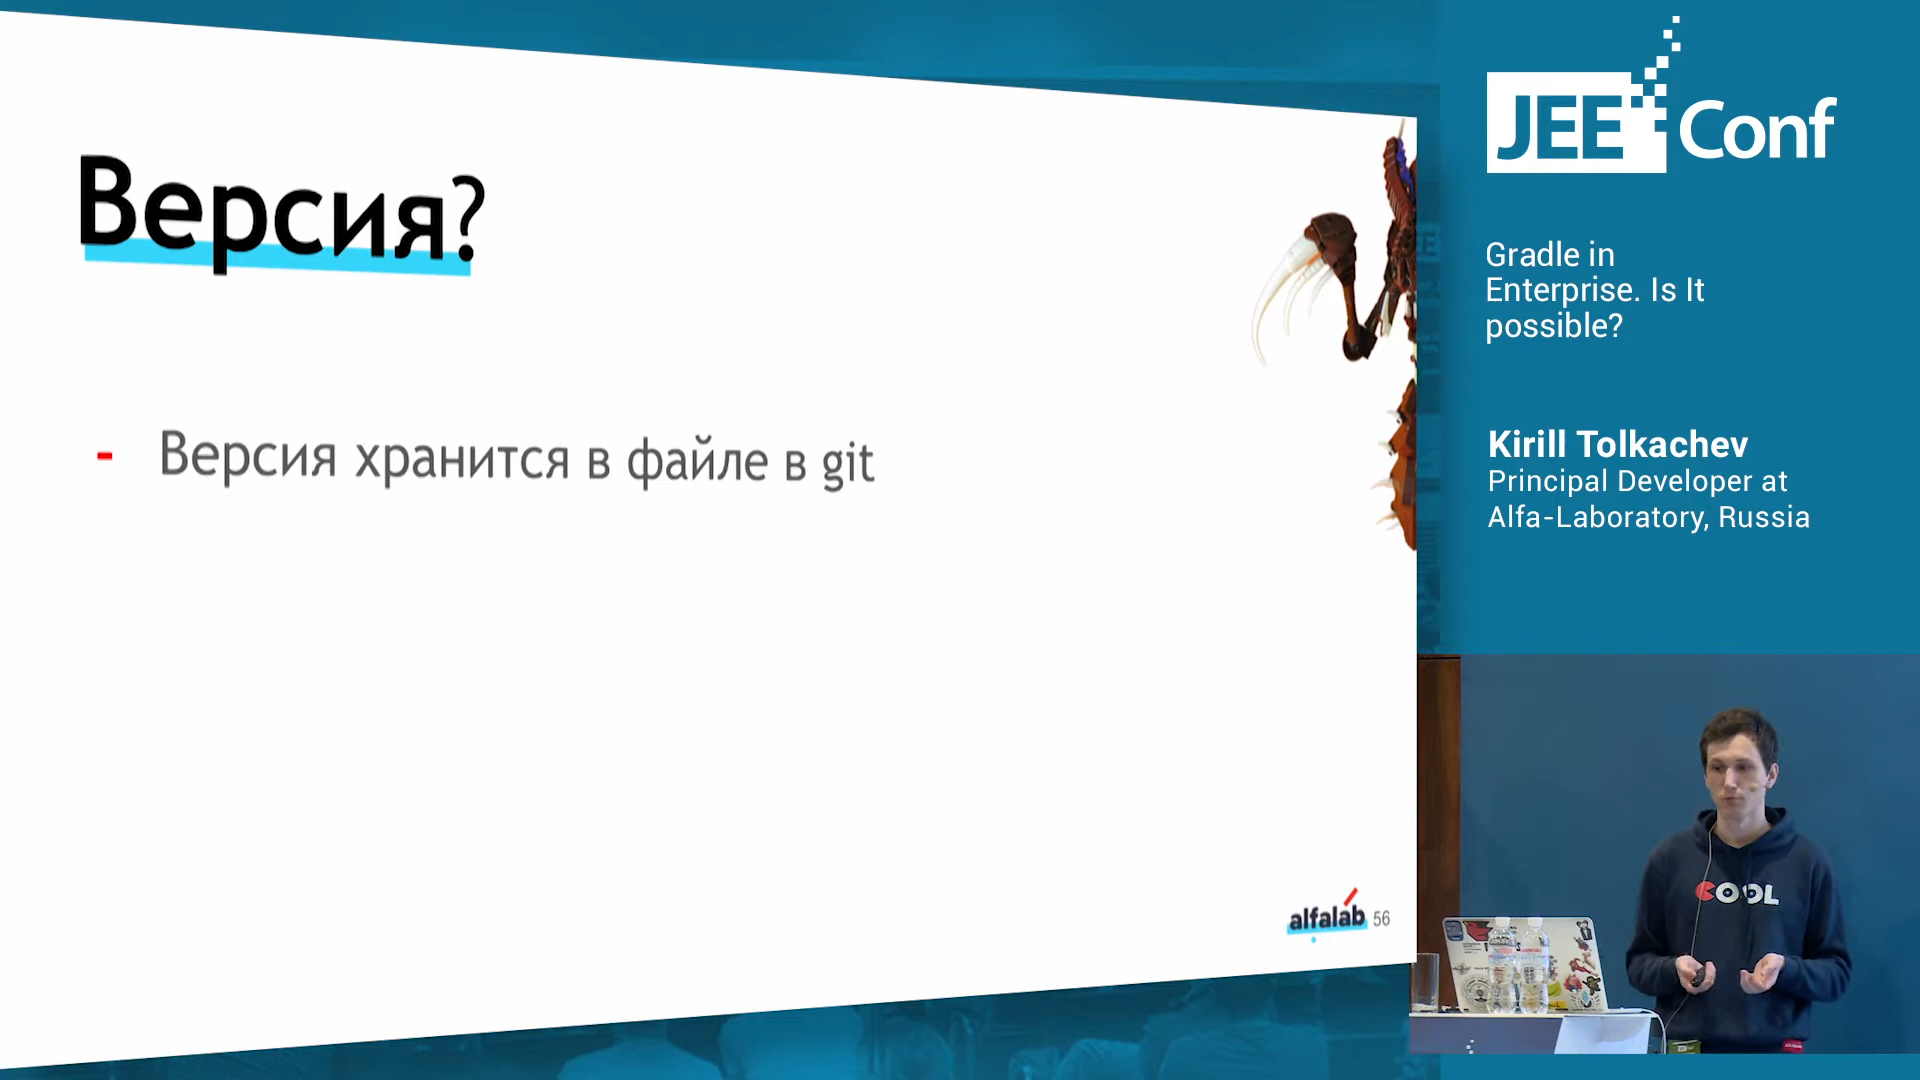 Версия?
- Версия хранится в файле в git
alfalab 56
JEE Conf
Gradle in
Enterprise. Is It
possible?
Kirill Tolkachev
Principal Developer at
Alfa-Laboratory, Russia
COOL